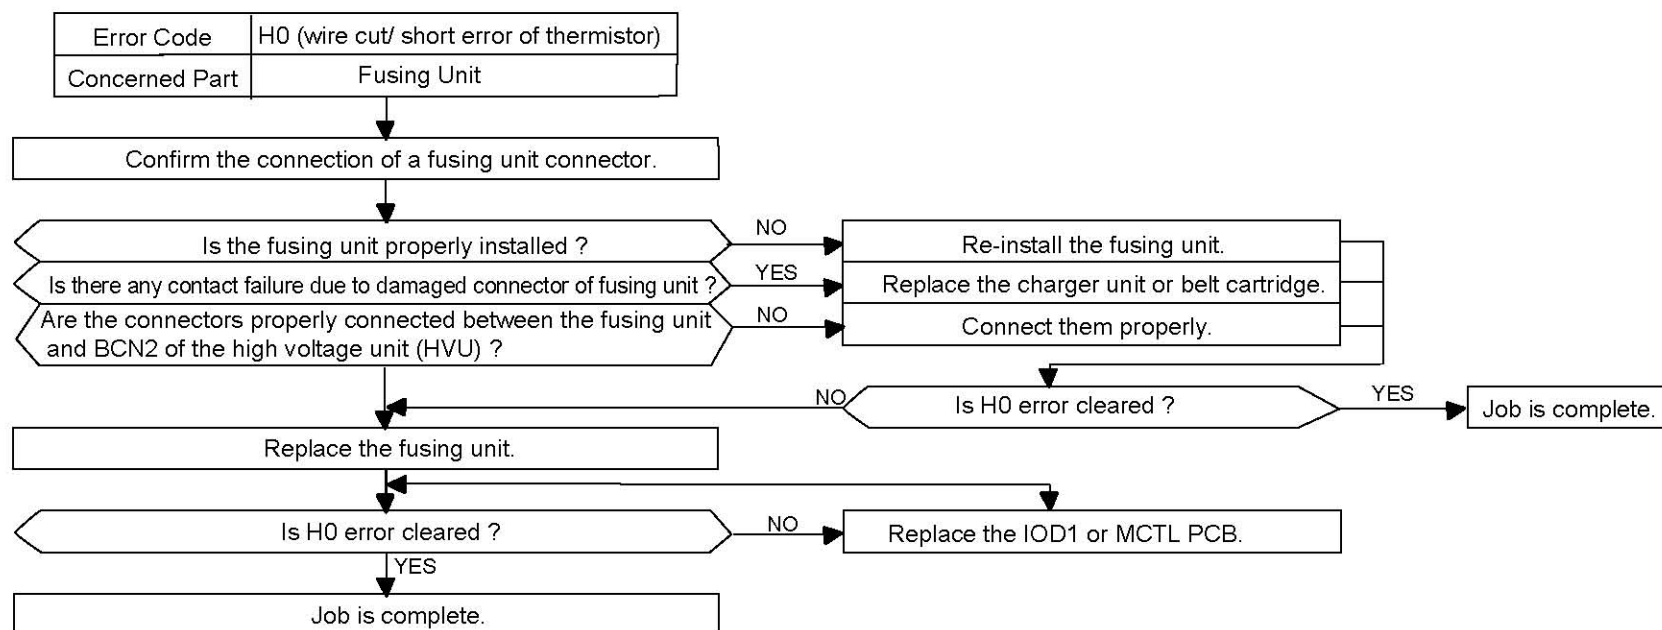 Error Code H0 (wire cut/ short error of thermistor)
Concerned Part Fusing Unit
Confirm the connection of a fusing unit connector.
Is the fusing unit properly installed ?
NO
Re-install the fusing unit.
Is there any contact failure due to damaged connector of fusing unit ?
YES
Replace the charger unit or belt cartridge.
Are the connectors properly connected between the fusing unit
and BCN2 of the high voltage unit (HVU) ?
NO
Connect them properly.
NO
Is H0 error cleared ?
YES
Job is complete.
Replace the fusing unit.
Is H0 error cleared ?
NO
Replace the IOD1 or MCTL PCB.
YES
Job is complete.